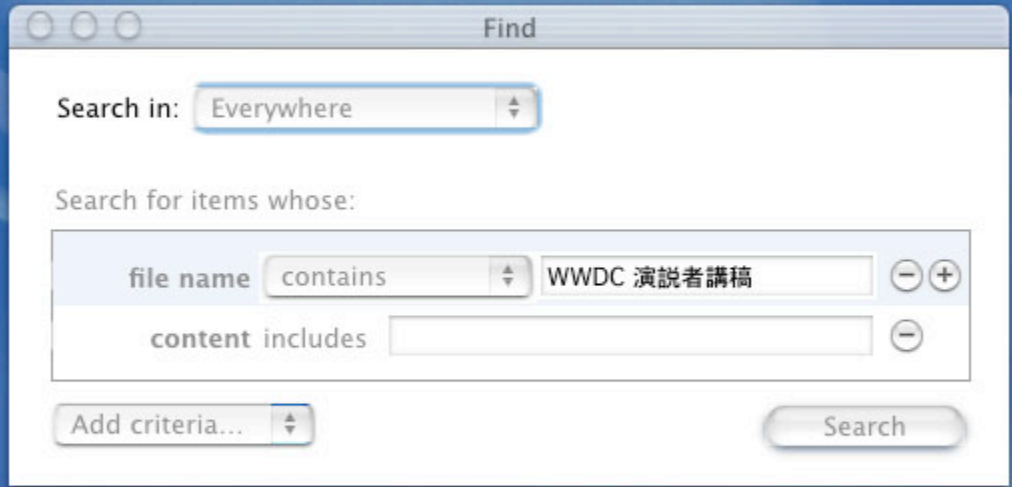 Find
Search in: Everywhere
Search for items whose:
file name contains WWDC 演説者講稿
content includes
Add criteria... Search